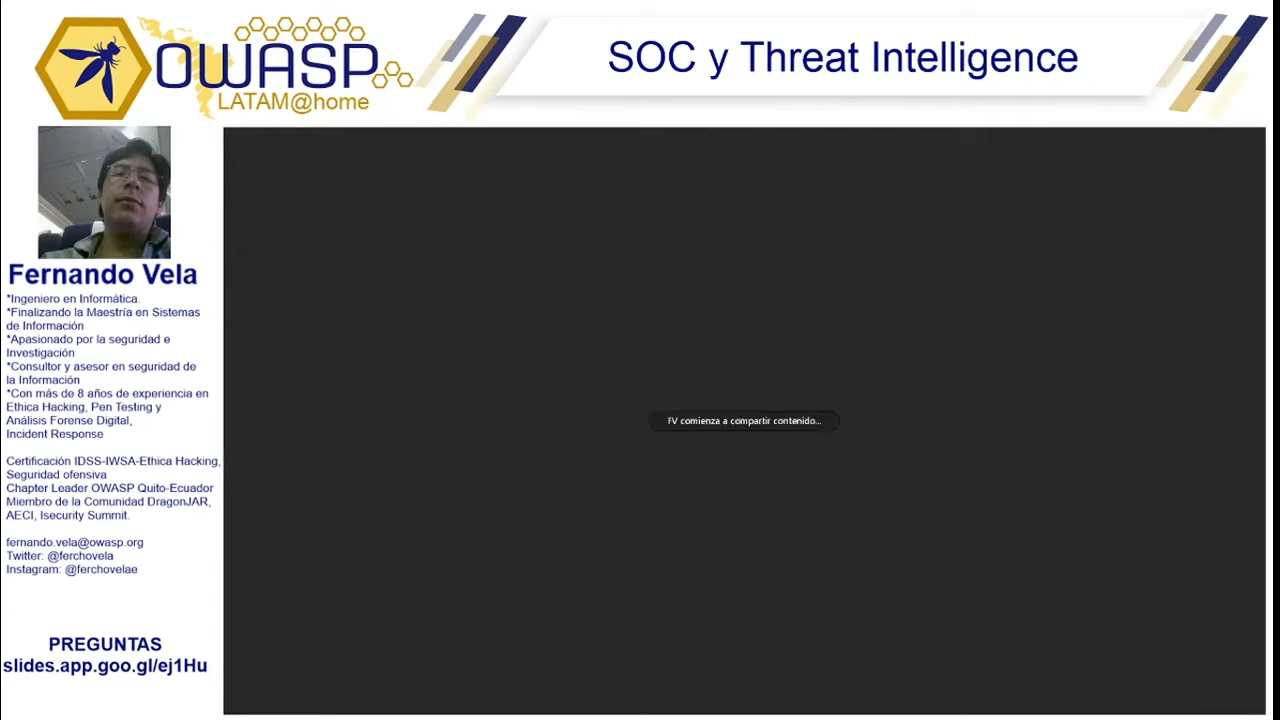 OWASP
LATAM@home
SOC y Threat Intelligence
Fernando Vela
*Ingeniero en Informática.
*Finalizando la Maestría en Sistemas
de Información
*Apasionado por la seguridad e
Investigación
*Consultor y asesor en seguridad de
la Información
*Con más de 8 años de experiencia en
Ethica Hacking, Pen Testing y
Análisis Forense Digital,
Incident Response
Certificación IDSS-IWSA-Ethica Hacking,
Seguridad ofensiva
Chapter Leader OWASP Quito-Ecuador
Miembro de la Comunidad DragonJAR,
AECI, Isecurity Summit.
fernando.vela@owasp.org
Twitter: @ferchovela
Instagram: @ferchovelae
PREGUNTAS
slides.app.goo.gl/ej1Hu
FV comienza a compartir contenido...